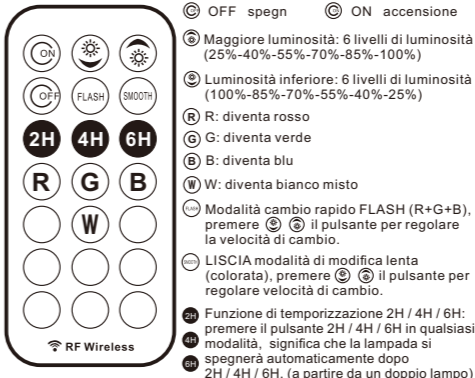 ON
OFF
FLASH
SMOOTH
2H
4H
6H
R
G
B
W
RF Wireless
OFF spegn
ON accensione
Maggiore luminosità: 6 livelli di luminosità
(25%-40%-55%-70%-85%-100%)
Luminosità inferiore: 6 livelli di luminosità
(100%-85%-70%-55%-40%-25%)
R R: diventa rosso
G G: diventa verde
B B: diventa blu
W W: diventa bianco misto
FLASH Modalità cambio rapido FLASH (R+G+B),
premere il pulsante per regolare
la velocità di cambio.
SMOOTH LISCIA modalità di modifica lenta
(colorata), premere il pulsante per
regolare velocità di cambio.
2H Funzione di temporizzazione 2H / 4H / 6H:
premere il pulsante 2H / 4H / 6H in qualsiasi
4H modalità, significa che la lampada si
6H spegnerà automaticamente dopo
2H / 4H / 6H. (a partire da un doppio lampo)